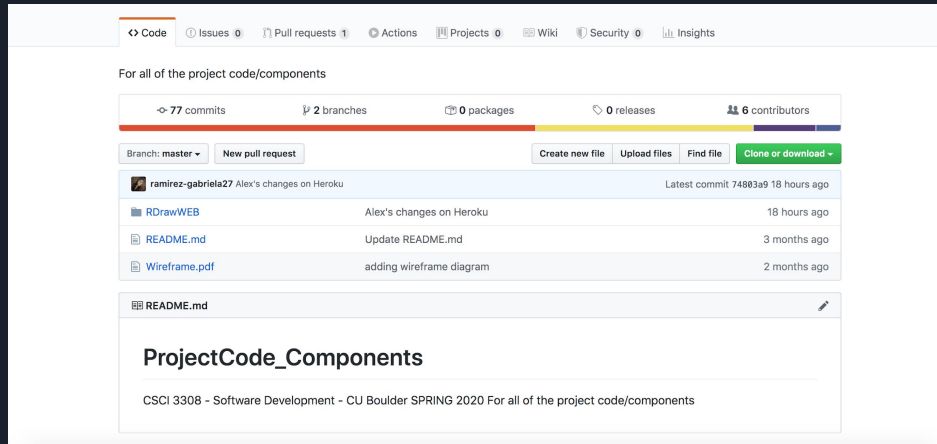 Code Issues 0 Pull requests 1 Actions Projects 0 Wiki Security 0 Insights
For all of the project code/components
77 commits 2 branches 0 packages 0 releases 6 contributors
Branch: master New pull request Create new file Upload files Find file Clone or download
ramirez-gabriela27 Alex's changes on Heroku Latest commit 74803a9 18 hours ago
RDrawWEB Alex's changes on Heroku 18 hours ago
README.md Update README.md 3 months ago
Wireframe.pdf adding wireframe diagram 2 months ago
README.md
ProjectCode_Components
CSCI 3308 - Software Development - CU Boulder SPRING 2020 For all of the project code/components